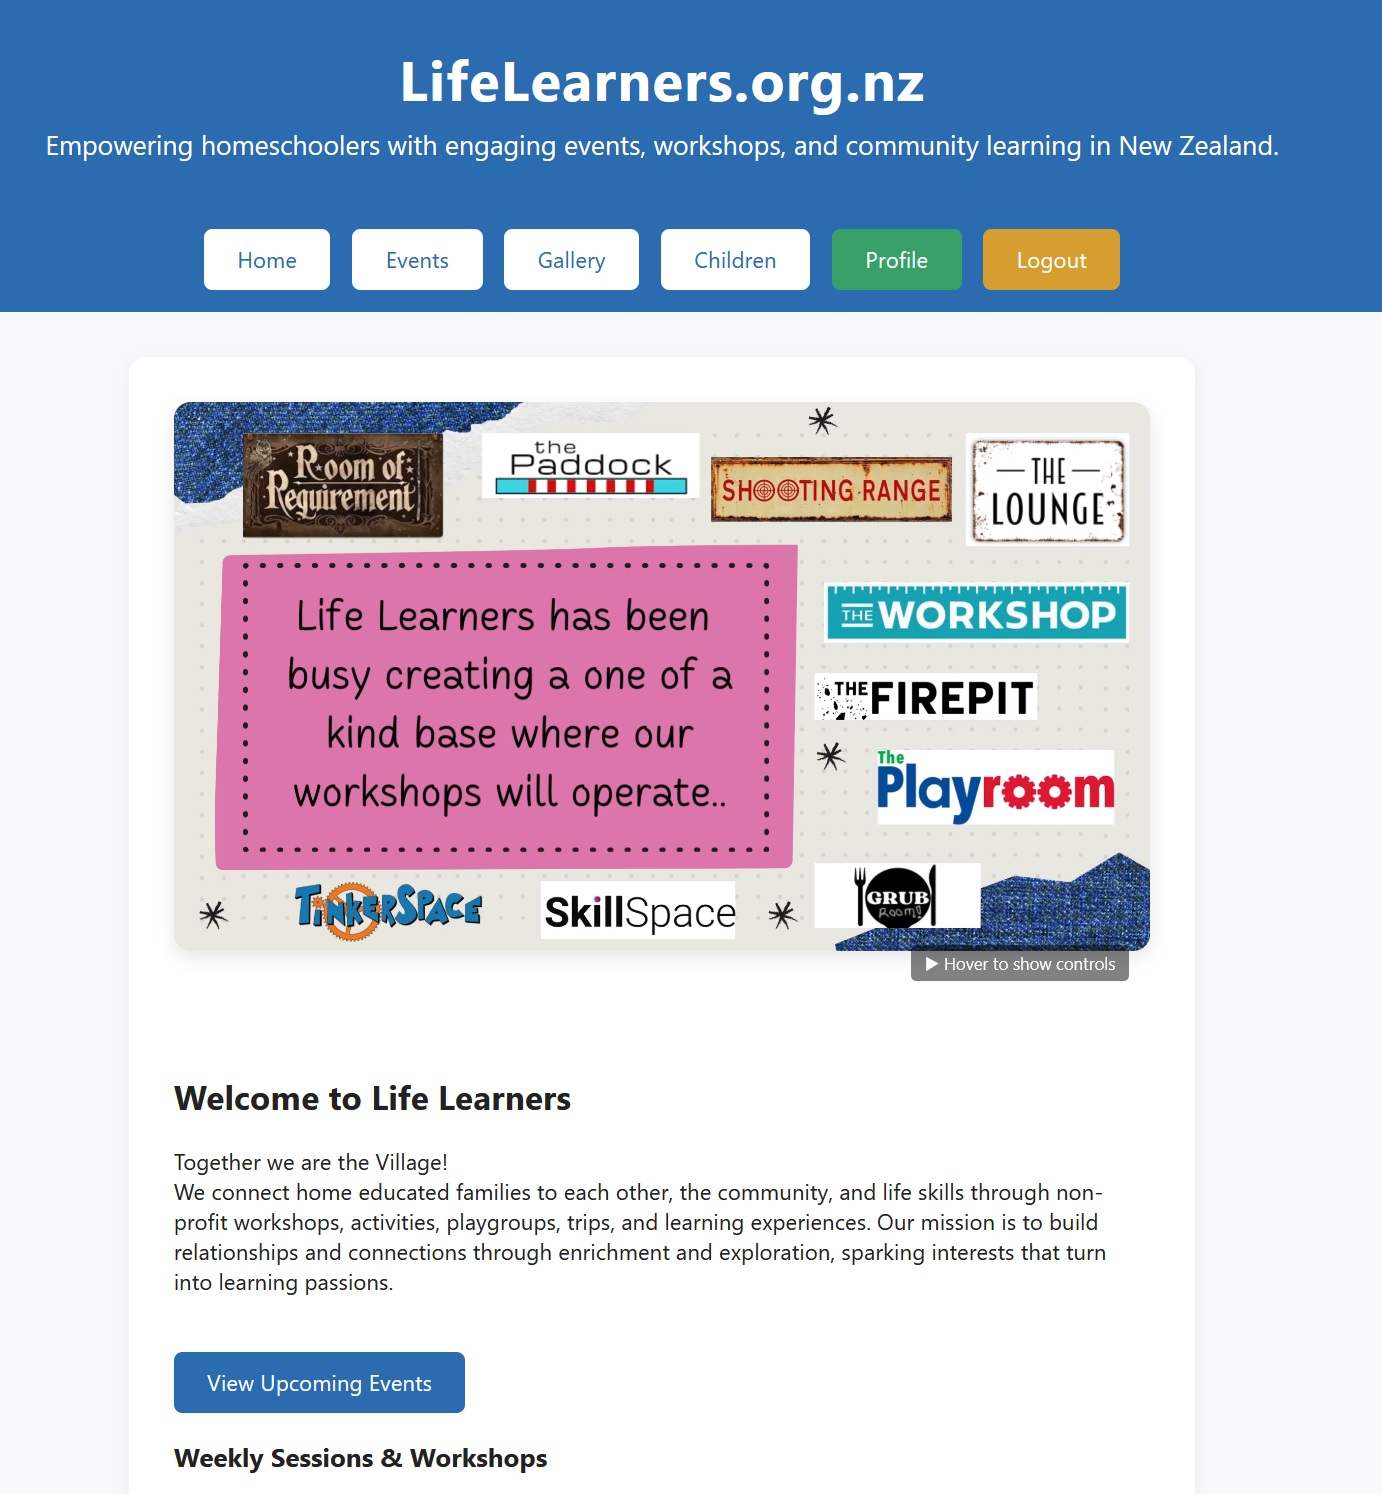 LifeLearners.org.nz
Empowering homeschoolers with engaging events, workshops, and community learning in New Zealand.
Home
Events
Gallery
Children
Profile
Logout
Room of Requirement
the Paddock
SHOOTING RANGE
THE LOUNGE
Life Learners has been
busy creating a one of a
kind base where our
workshops will operate..
THE WORKSHOP
THE FIREPIT
The Playroom
TINKERSPACE
SkillSpace
GRUB Room!
▶ Hover to show controls
Welcome to Life Learners
Together we are the Village!
We connect home educated families to each other, the community, and life skills through non-
profit workshops, activities, playgroups, trips, and learning experiences. Our mission is to build
relationships and connections through enrichment and exploration, sparking interests that turn
into learning passions.
View Upcoming Events
Weekly Sessions & Workshops